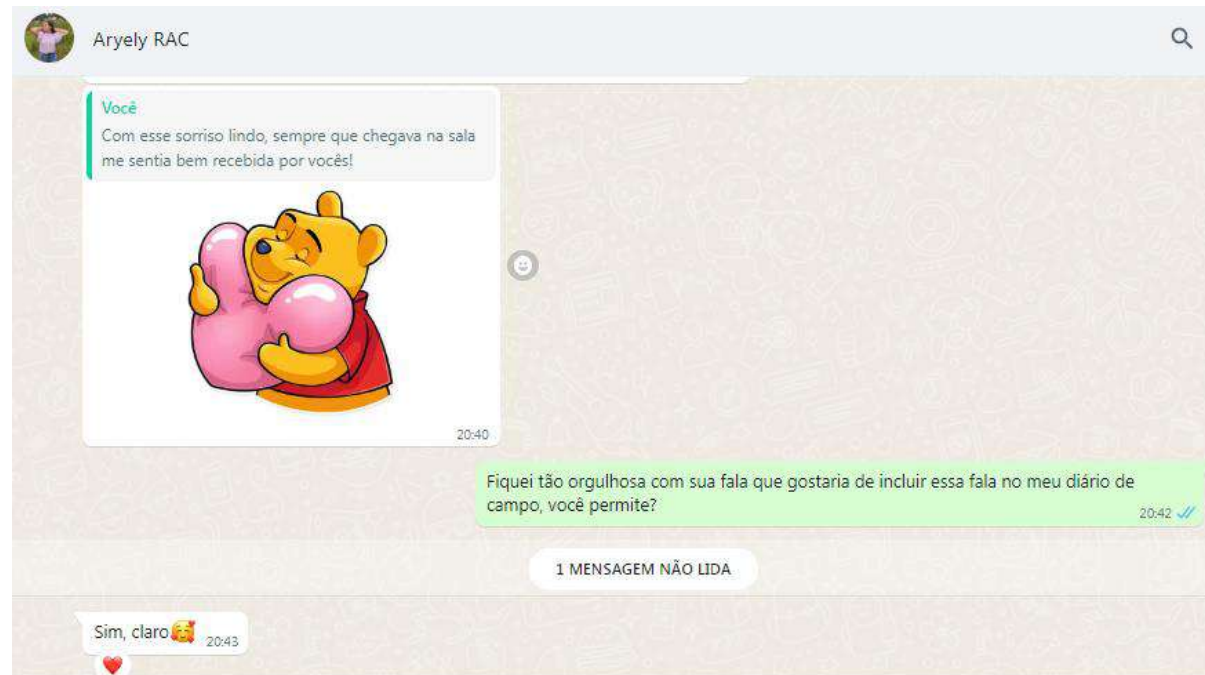 Aryely RAC
Você
Com esse sorriso lindo, sempre que chegava na sala
me sentia bem recebida por vocês!
20:40
Fiquei tão orgulhosa com sua fala que gostaria de incluir essa fala no meu diário de
campo, você permite?
20:42
1 MENSAGEM NÃO LIDA
Sim, claro🥰 20:43